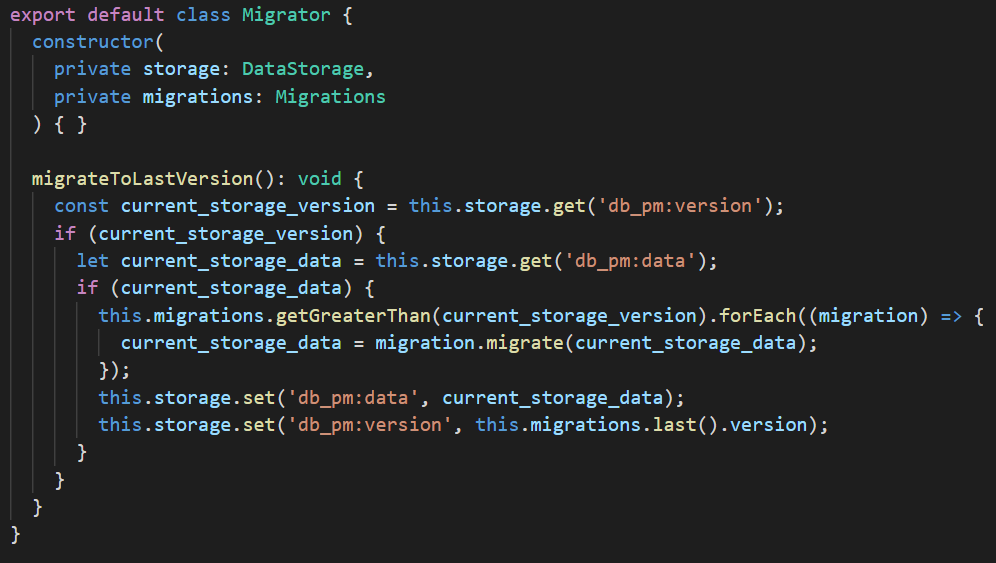 export default class Migrator {
  constructor(
    private storage: DataStorage,
    private migrations: Migrations
  ) { }

  migrateToLastVersion(): void {
    const current_storage_version = this.storage.get('db_pm:version');
    if (current_storage_version) {
      let current_storage_data = this.storage.get('db_pm:data');
      if (current_storage_data) {
        this.migrations.getGreaterThan(current_storage_version).forEach((migration) => {
          current_storage_data = migration.migrate(current_storage_data);
        });
        this.storage.set('db_pm:data', current_storage_data);
        this.storage.set('db_pm:version', this.migrations.last().version);
      }
    }
  }
}